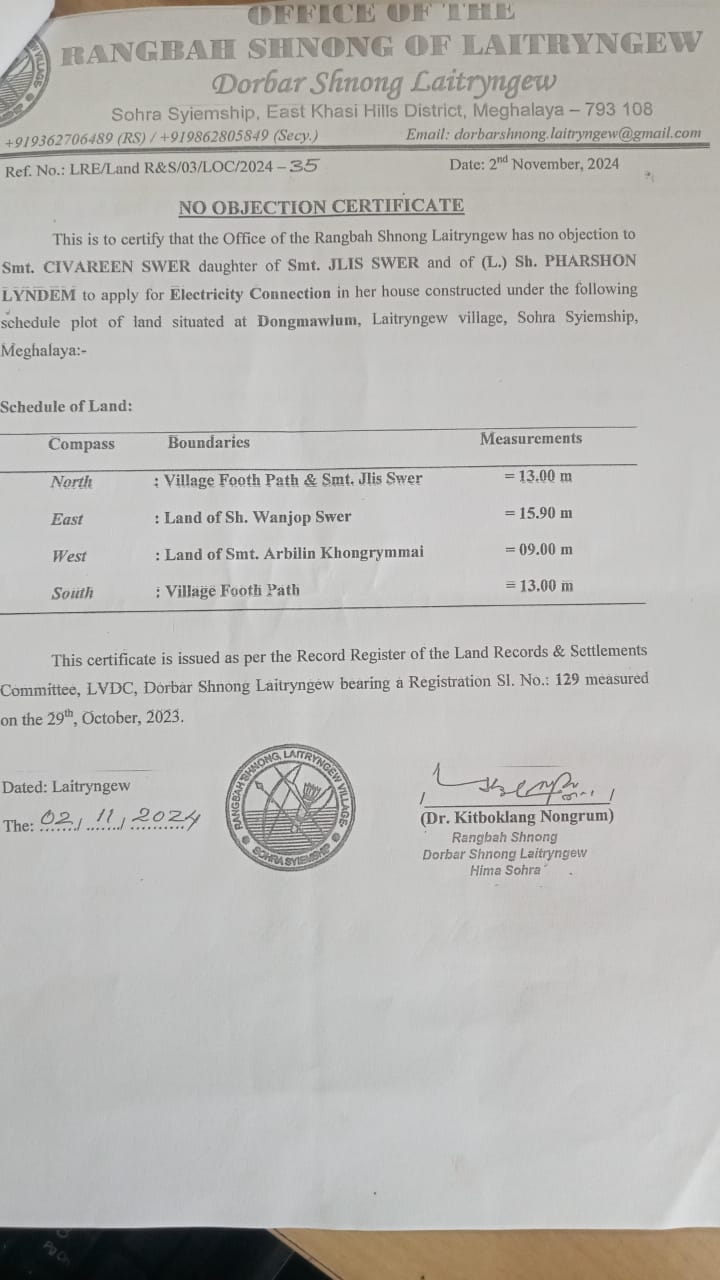 OFFICE OF THE
RANGBAH SHNONG OF LAITRYNGEW
Dorbar Shnong Laitryngew
Sohra Syiemship, East Khasi Hills District, Meghalaya – 793 108
+919362706489 (RS) / +919862805849 (Secy.) Email: dorbarshnong.laitryngew@gmail.com
Ref. No.: LRE/Land R&S/03/LOC/2024 – 35 Date: 2nd November, 2024
NO OBJECTION CERTIFICATE
This is to certify that the Office of the Rangbah Shnong Laitryngew has no objection to
Smt. CIVAREEN SWER daughter of Smt. JLIS SWER and of (L.) Sh. PHARSHON
LYNDEM to apply for Electricity Connection in her house constructed under the following
schedule plot of land situated at Dongmawlum, Laitryngew village, Sohra Syiemship,
Meghalaya:-
Schedule of Land:
Compass Boundaries Measurements
North : Village Footh Path & Smt. Jlis Swer = 13.00 m
East : Land of Sh. Wanjop Swer = 15.90 m
West : Land of Smt. Arbilin Khongrymmai = 09.00 m
South : Village Footh Path = 13.00 m
This certificate is issued as per the Record Register of the Land Records & Settlements
Committee, LVDC, Dorbar Shnong Laitryngew bearing a Registration Sl. No.: 129 measured
on the 29th, October, 2023.
Dated: Laitryngew
The: 02/11/2024
RANGBAH SHNONG, LAITRYNGEW VILLAGE
SOHRA SYIEMSHIP
(Dr. Kitboklang Nongrum)
Rangbah Shnong
Dorbar Shnong Laitryngew
Hima Sohra